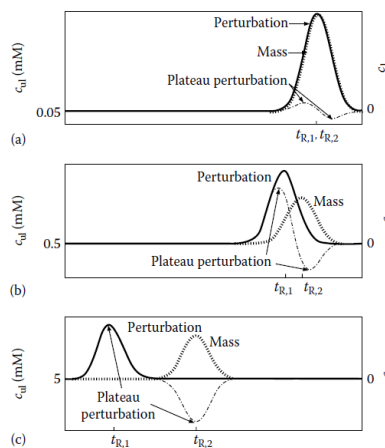 Perturbation
Mass
Plateau perturbation
c_ul (mM)
0.05
0
(a)
t_R,1, t_R,2
Perturbation
Mass
c_ul (mM)
0.5
0
Plateau perturbation
(b)
t_R,1
t_R,2
Perturbation
Mass
c_ul (mM)
5
0
Plateau
perturbation
(c)
t_R,1
t_R,2